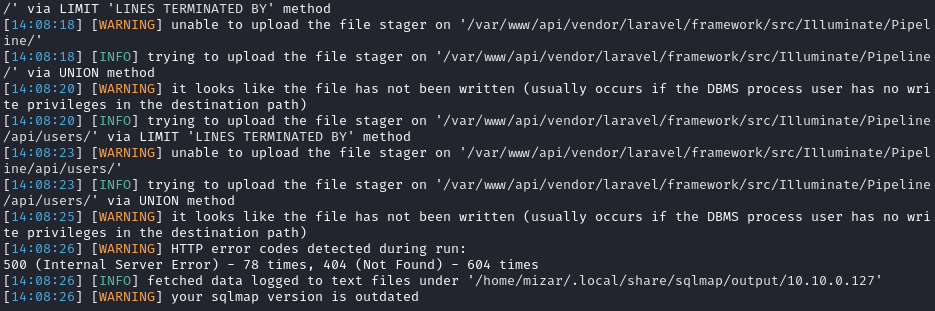 /' via LIMIT 'LINES TERMINATED BY' method
[14:08:18] [WARNING] unable to upload the file stager on '/var/www/api/vendor/laravel/framework/src/Illuminate/Pipel
ine/'
[14:08:18] [INFO] trying to upload the file stager on '/var/www/api/vendor/laravel/framework/src/Illuminate/Pipeline
/' via UNION method
[14:08:20] [WARNING] it looks like the file has not been written (usually occurs if the DBMS process user has no wri
te privileges in the destination path)
[14:08:20] [INFO] trying to upload the file stager on '/var/www/api/vendor/laravel/framework/src/Illuminate/Pipeline
/api/users/' via LIMIT 'LINES TERMINATED BY' method
[14:08:23] [WARNING] unable to upload the file stager on '/var/www/api/vendor/laravel/framework/src/Illuminate/Pipel
ine/api/users/'
[14:08:23] [INFO] trying to upload the file stager on '/var/www/api/vendor/laravel/framework/src/Illuminate/Pipeline
/api/users/' via UNION method
[14:08:25] [WARNING] it looks like the file has not been written (usually occurs if the DBMS process user has no wri
te privileges in the destination path)
[14:08:26] [WARNING] HTTP error codes detected during run:
500 (Internal Server Error) - 78 times, 404 (Not Found) - 604 times
[14:08:26] [INFO] fetched data logged to text files under '/home/mizar/.local/share/sqlmap/output/10.10.0.127'
[14:08:26] [WARNING] your sqlmap version is outdated